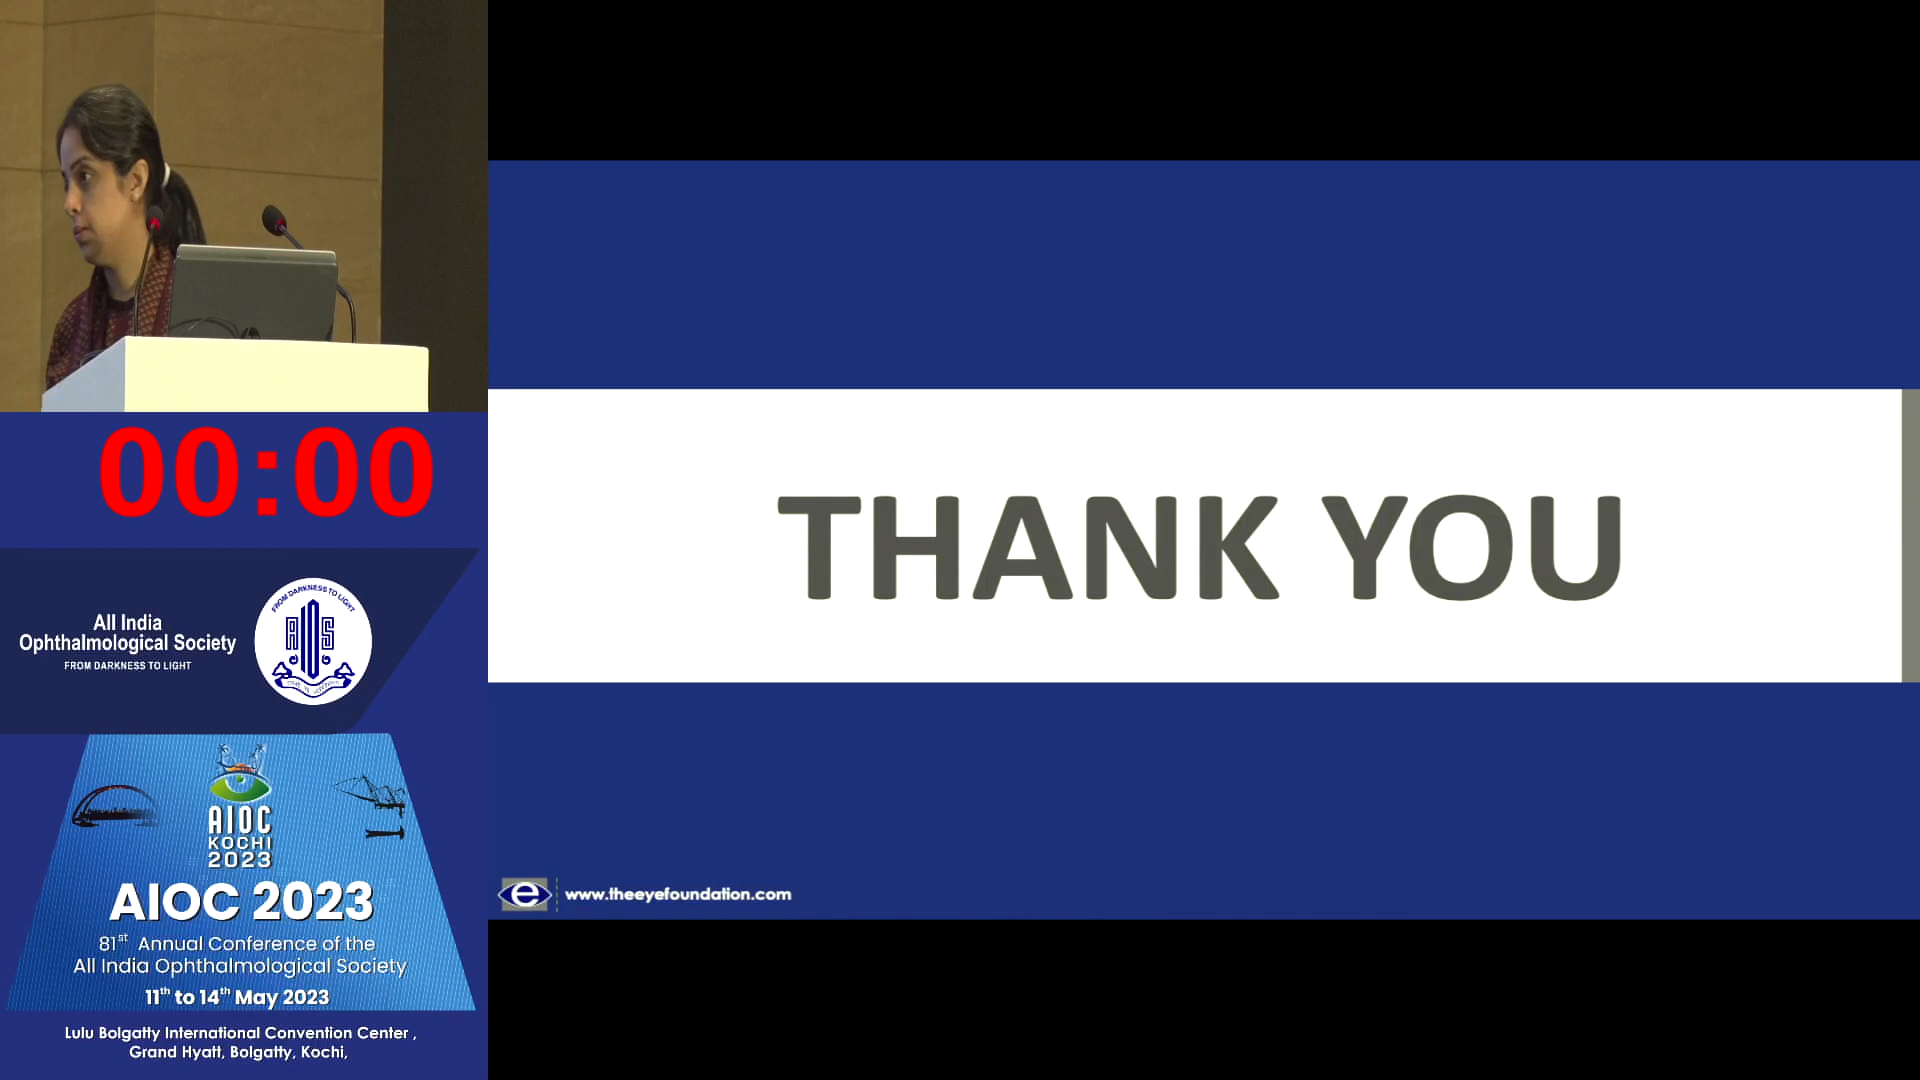 00:00
All India
Ophthalmological Society
FROM DARKNESS TO LIGHT
FROM DARKNESS TO LIGHT
AIOS
AIOC
KOCHI
2023
AIOC 2023
81st Annual Conference of the
All India Ophthalmological Society
11th to 14th May 2023
Lulu Bolgatty International Convention Center ,
Grand Hyatt, Bolgatty, Kochi,
THANK YOU
e www.theeyefoundation.com